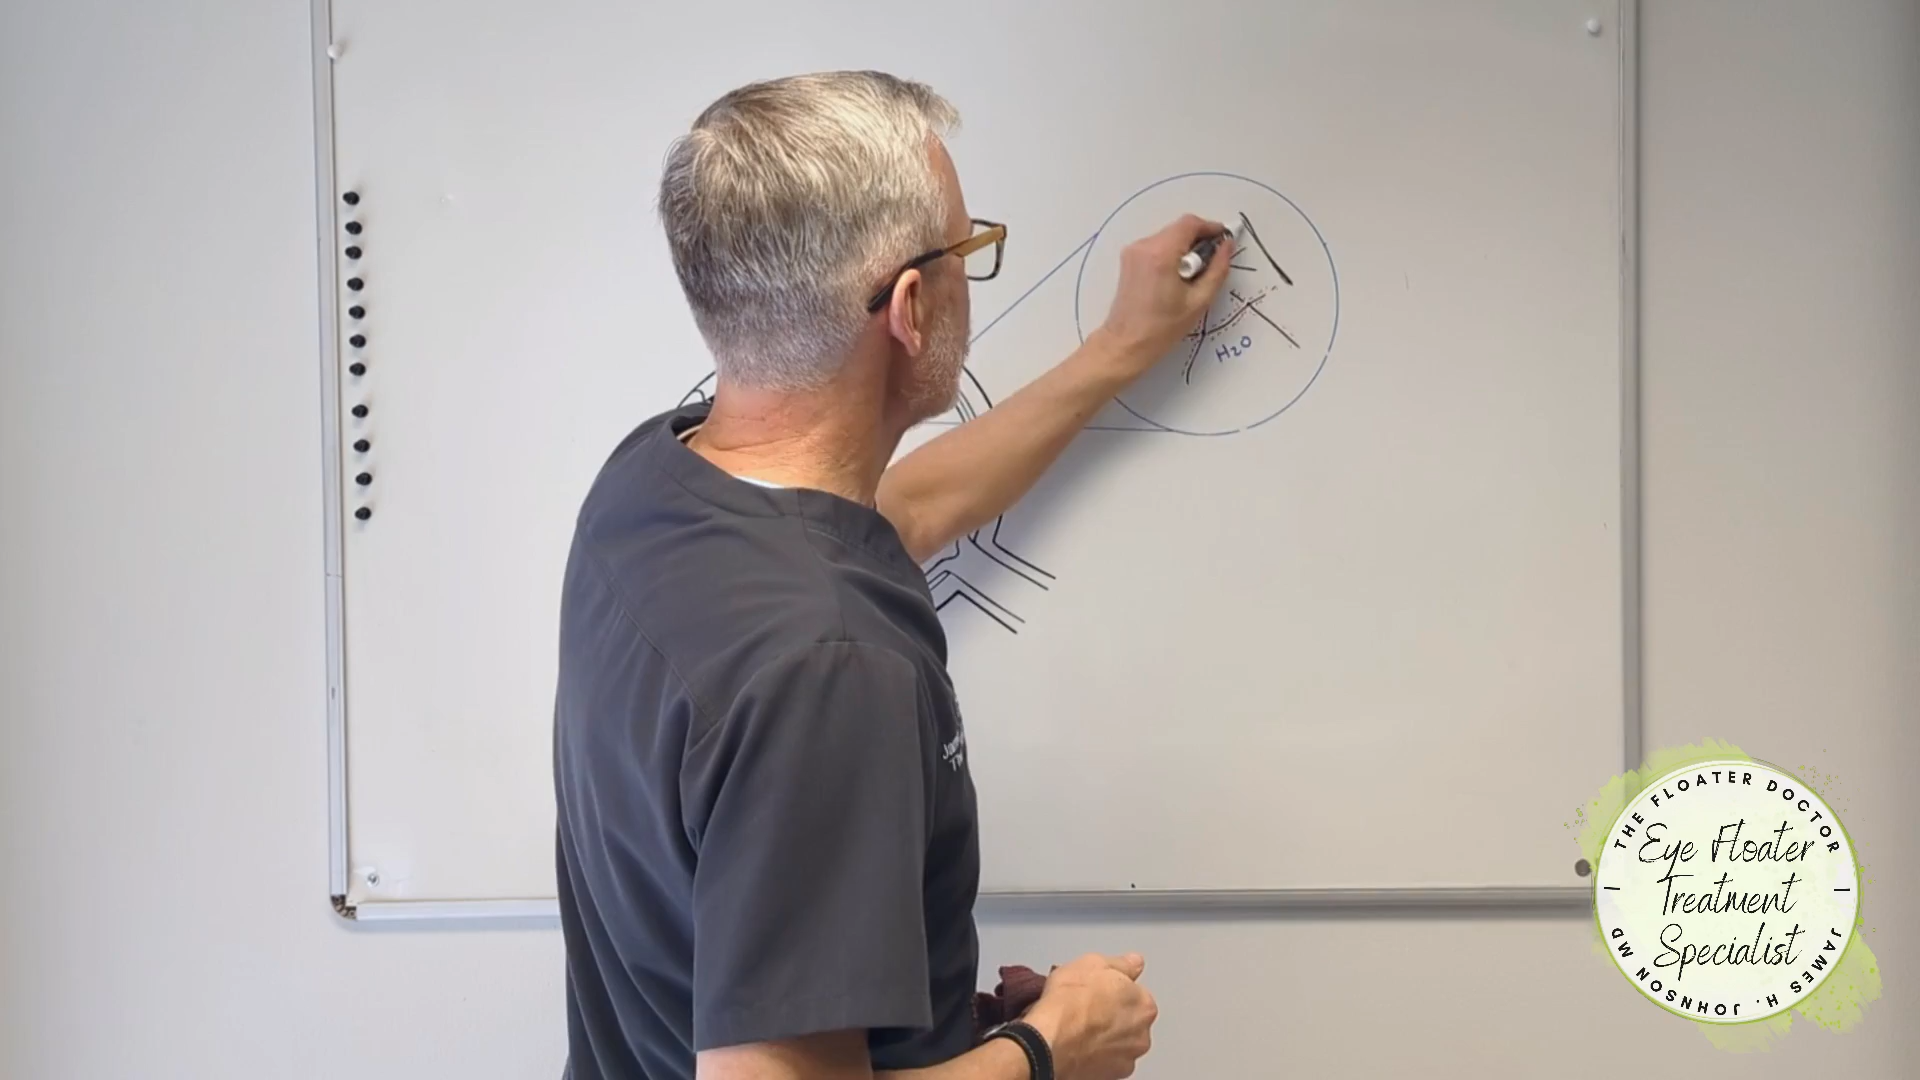 H2O
THE FLOATER DOCTOR
Eye Floater
Treatment
Specialist
JAMES H. JOHNSON MD